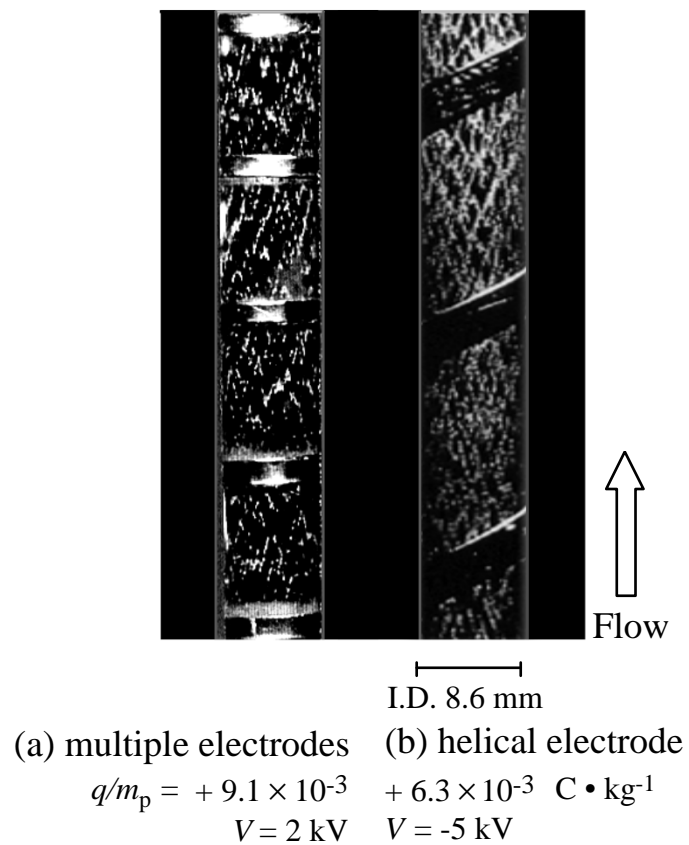 Flow
I.D. 8.6 mm
(a) multiple electrodes (b) helical electrode
q/mp = + 9.1 × 10-3 + 6.3 × 10-3 C • kg-1
V = 2 kV V = -5 kV